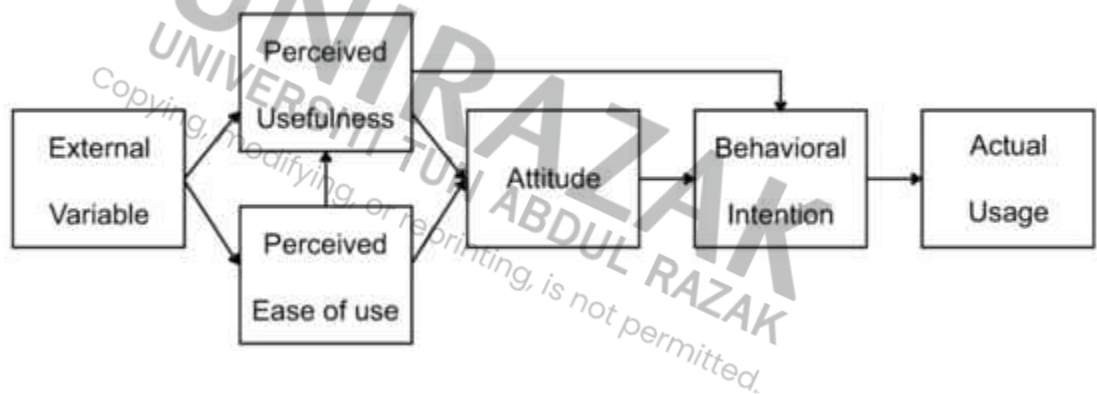 Perceived
Usefulness
External
Variable
Perceived
Ease of use
Attitude
Behavioral
Intention
Actual
Usage
UNIRAZAK
UNIVERSITI TUN ABDUL RAZAK
Copying, modifying, or reprinting, is not permitted.